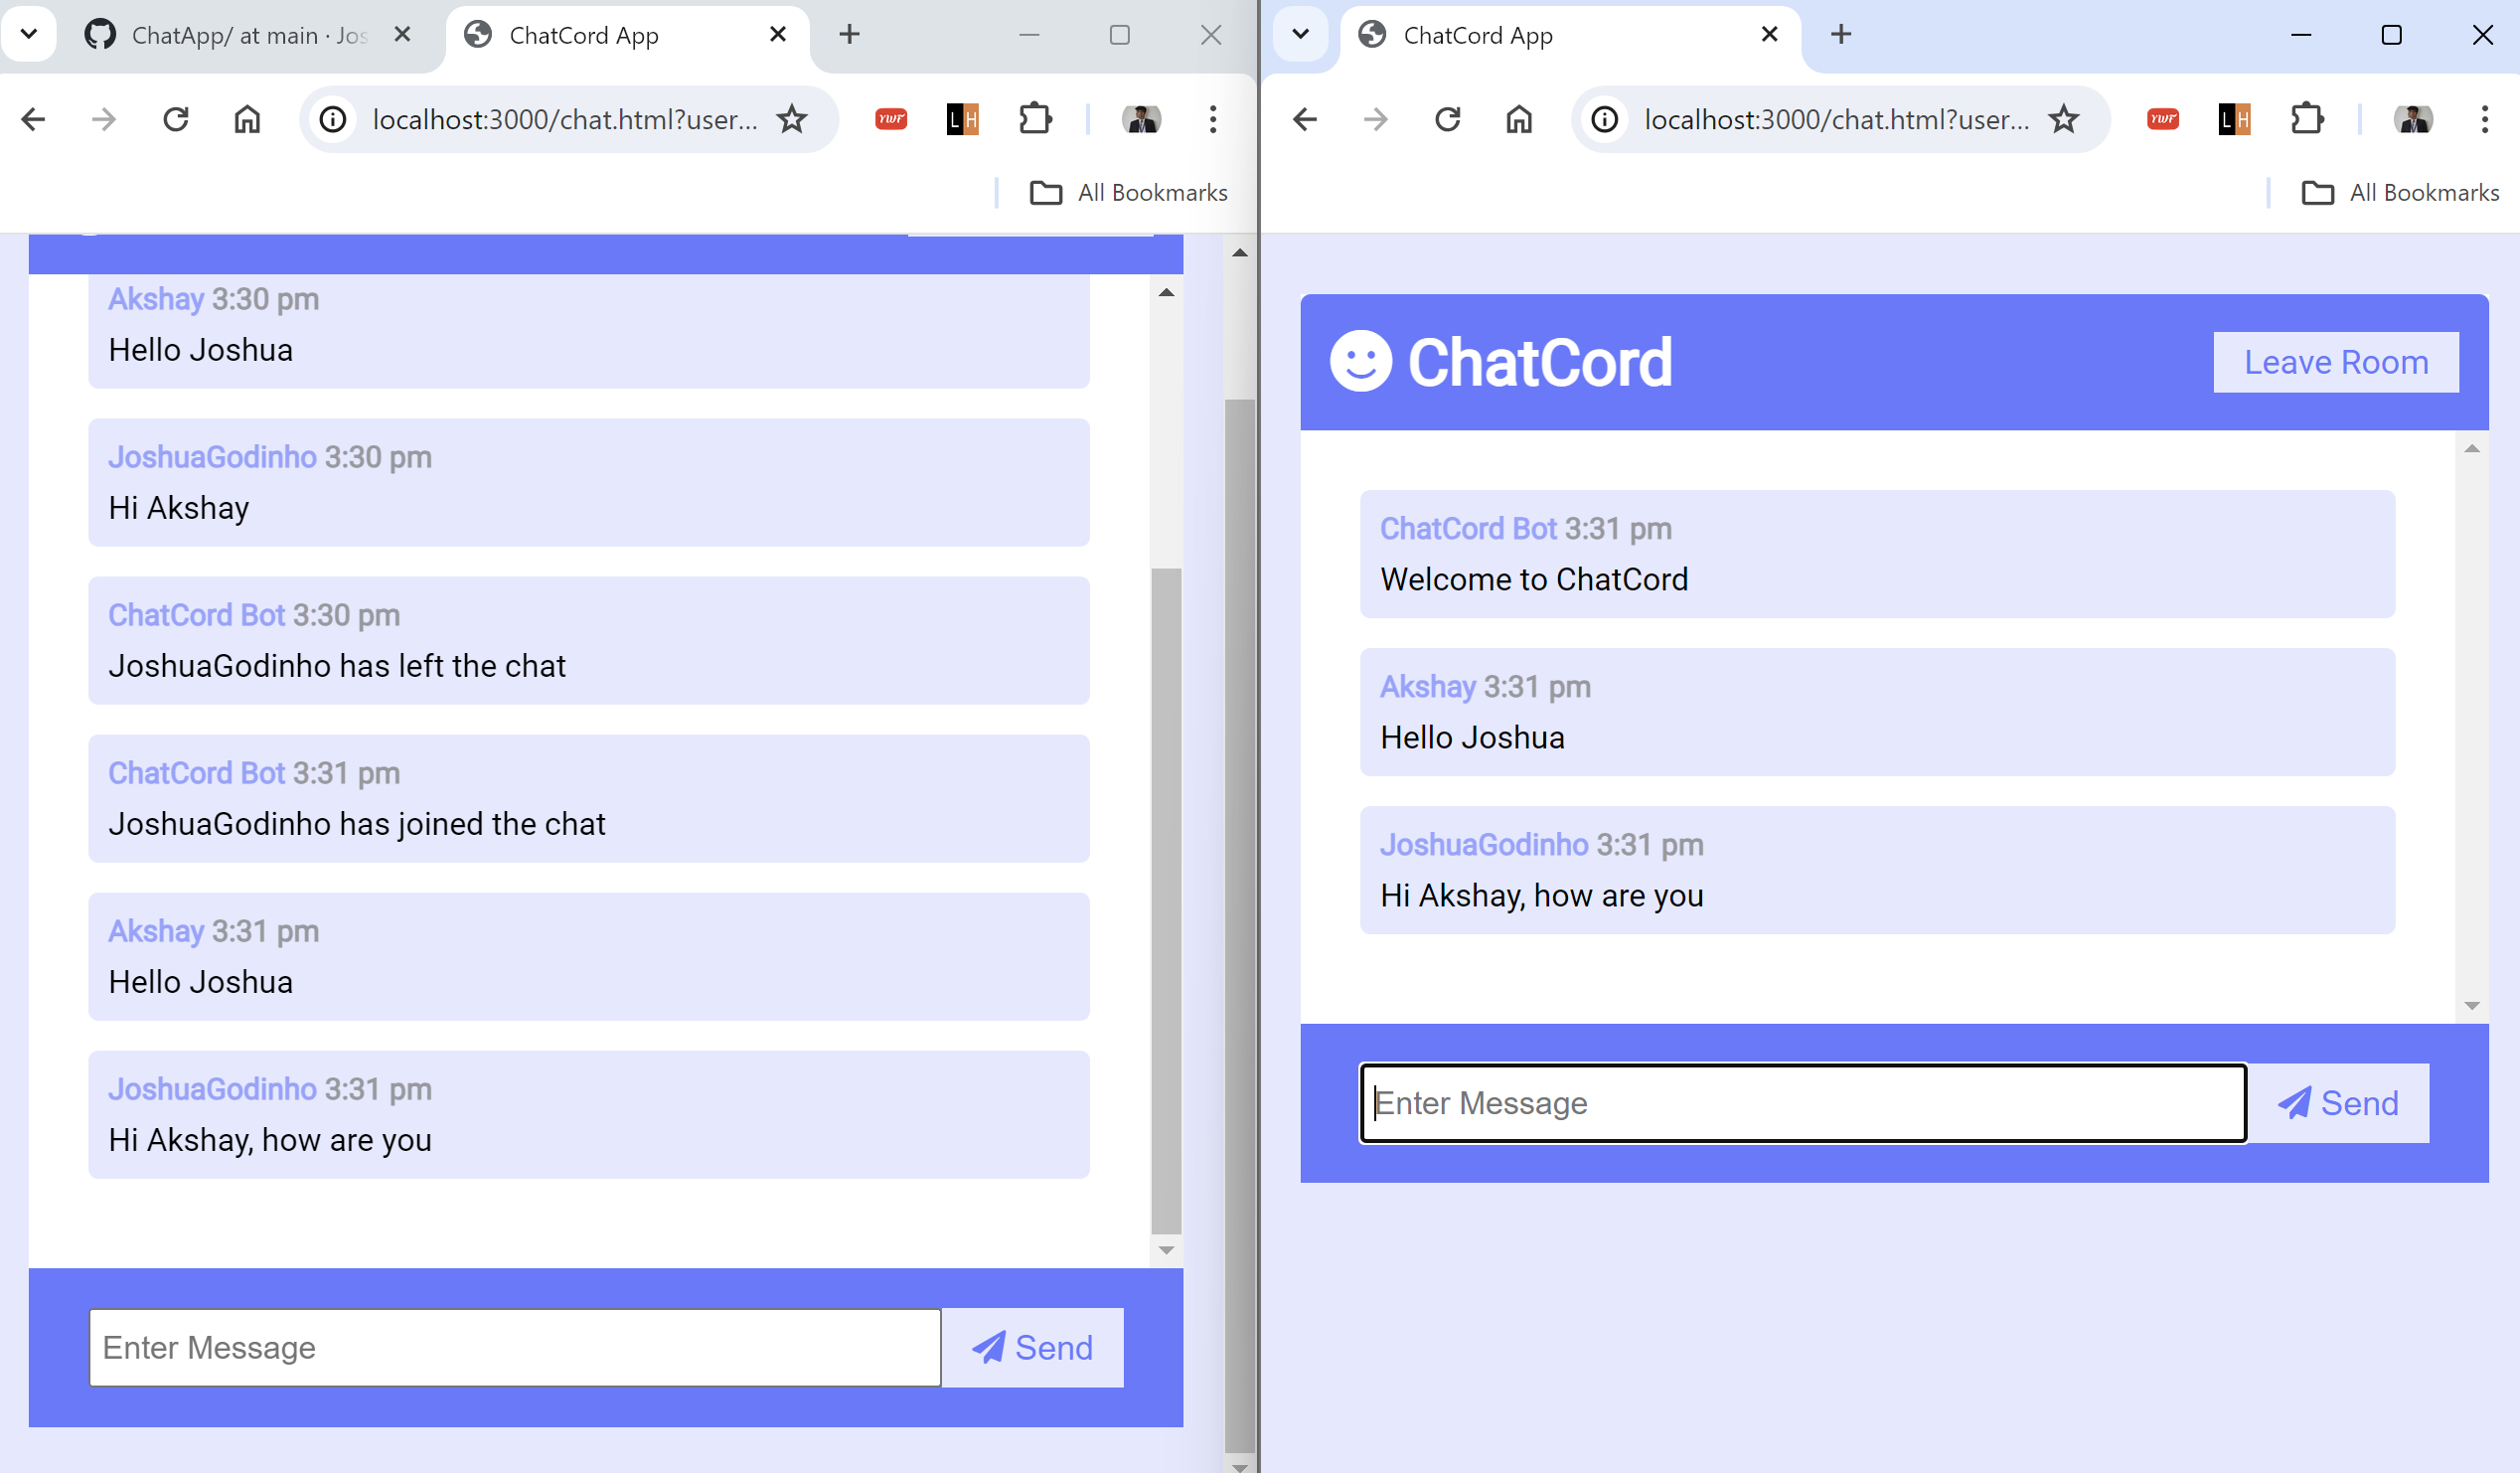 ChatApp/ at main · Jos
ChatCord App
localhost:3000/chat.html?user...
YWF
LH
All Bookmarks
Akshay 3:30 pm
Hello Joshua
JoshuaGodinho 3:30 pm
Hi Akshay
ChatCord Bot 3:30 pm
JoshuaGodinho has left the chat
ChatCord Bot 3:31 pm
JoshuaGodinho has joined the chat
Akshay 3:31 pm
Hello Joshua
JoshuaGodinho 3:31 pm
Hi Akshay, how are you
Enter Message
Send
ChatCord App
localhost:3000/chat.html?user...
YWF
LH
All Bookmarks
ChatCord
Leave Room
ChatCord Bot 3:31 pm
Welcome to ChatCord
Akshay 3:31 pm
Hello Joshua
JoshuaGodinho 3:31 pm
Hi Akshay, how are you
Enter Message
Send